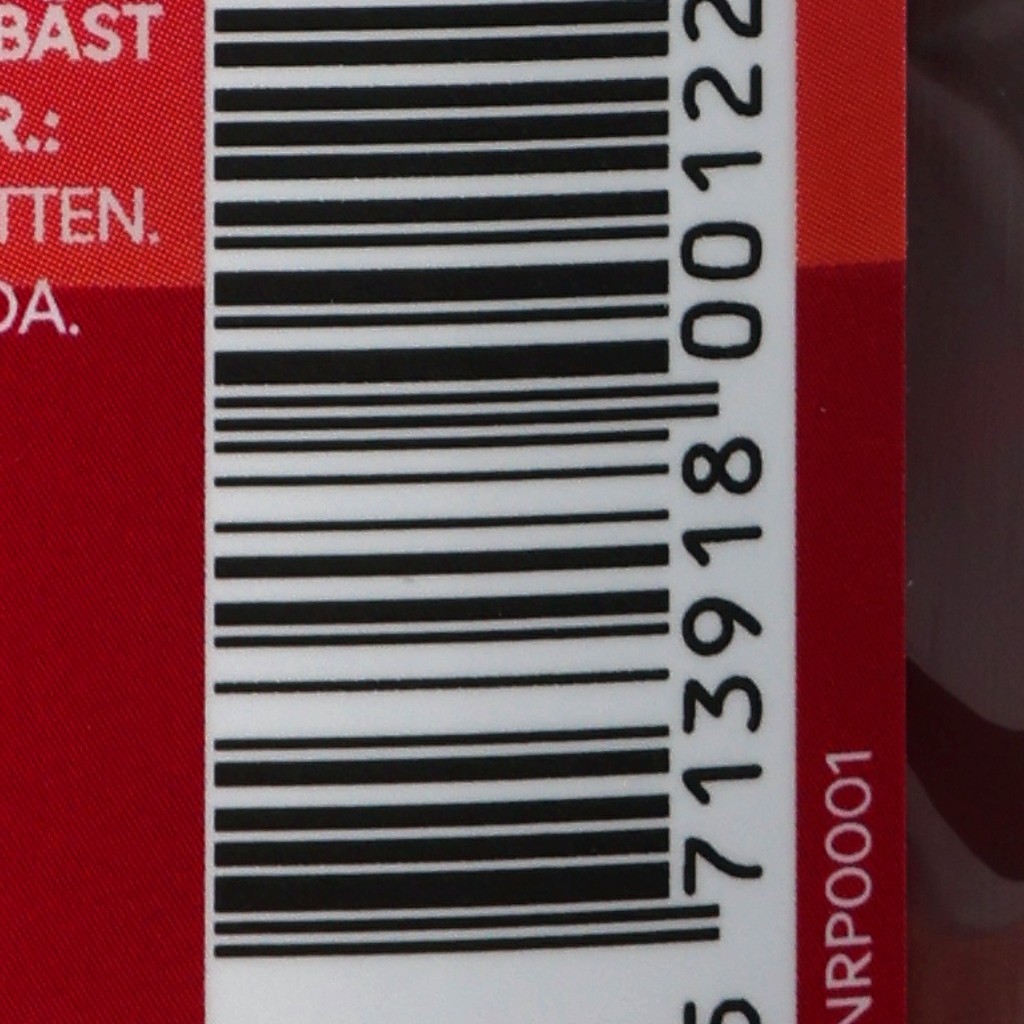 BÄST
R.:
TTEN.
DA.
5 713918 00122
NRP0001